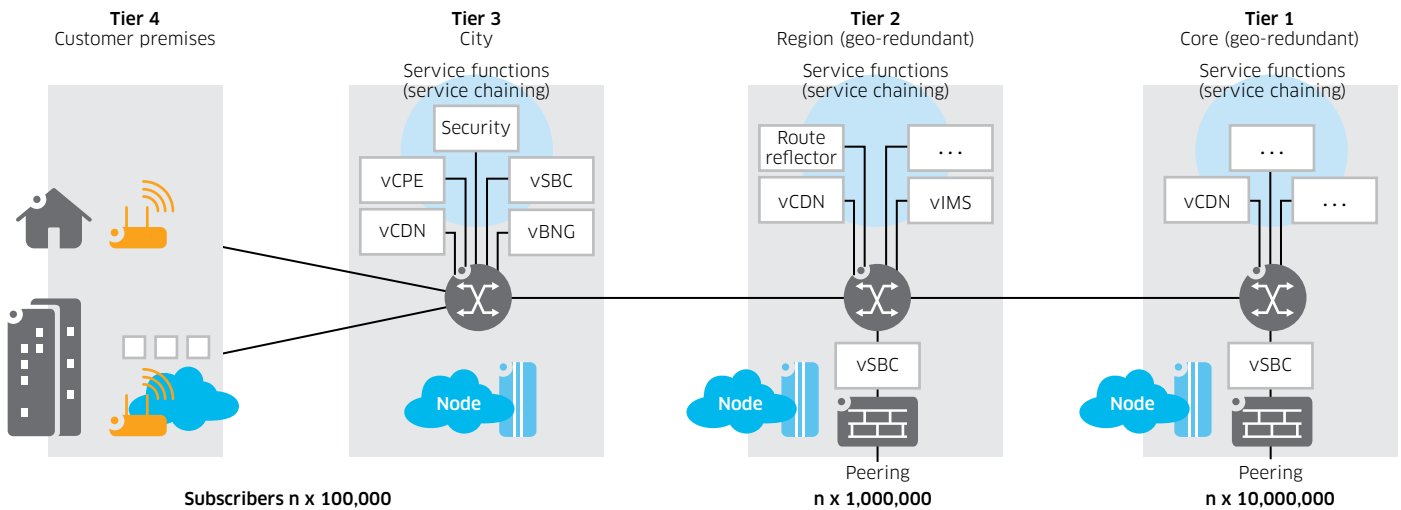 Tier 4
Customer premises
Tier 3
City
Service functions
(service chaining)
Security
vCPE
vSBC
vCDN
vBNG
Node
Subscribers n x 100,000
Tier 2
Region (geo-redundant)
Service functions
(service chaining)
Route
reflector
...
vCDN
vIMS
vSBC
Node
Peering
n x 1,000,000
Tier 1
Core (geo-redundant)
Service functions
(service chaining)
...
vCDN
...
vSBC
Node
Peering
n x 10,000,000